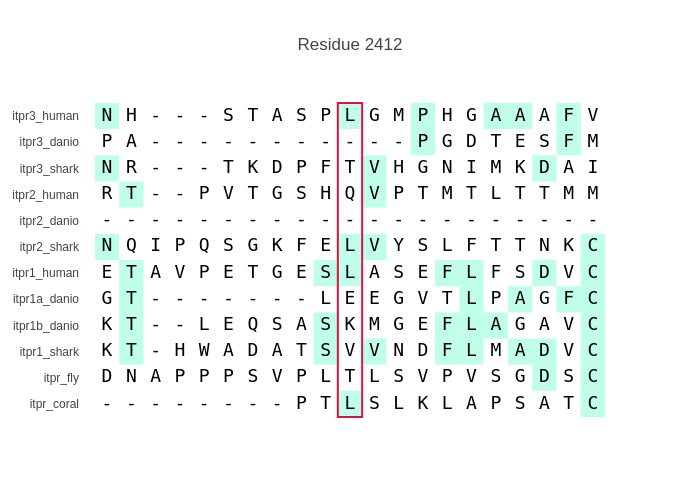 Residue 2412
itpr3_human N H - - - S T A S P L G M P H G A A A F V
itpr3_danio P A - - - - - - - - - - - P G D T E S F M
itpr3_shark N R - - - T K D P F T V H G N I M K D A I
itpr2_human R T - - P V T G S H Q V P T M T L T T M M
itpr2_danio - - - - - - - - - - - - - - - - - - - - -
itpr2_shark N Q I P Q S G K F E L V Y S L F T T N K C
itpr1_human E T A V P E T G E S L A S E F L F S D V C
itpr1a_danio G T - - - - - - - L E E G V T L P A G F C
itpr1b_danio K T - - L E Q S A S K M G E F L A G A V C
itpr1_shark K T - H W A D A T S V V N D F L M A D V C
itpr_fly D N A P P P S V P L T L S V P V S G D S C
itpr_coral - - - - - - - - P T L S L K L A P S A T C